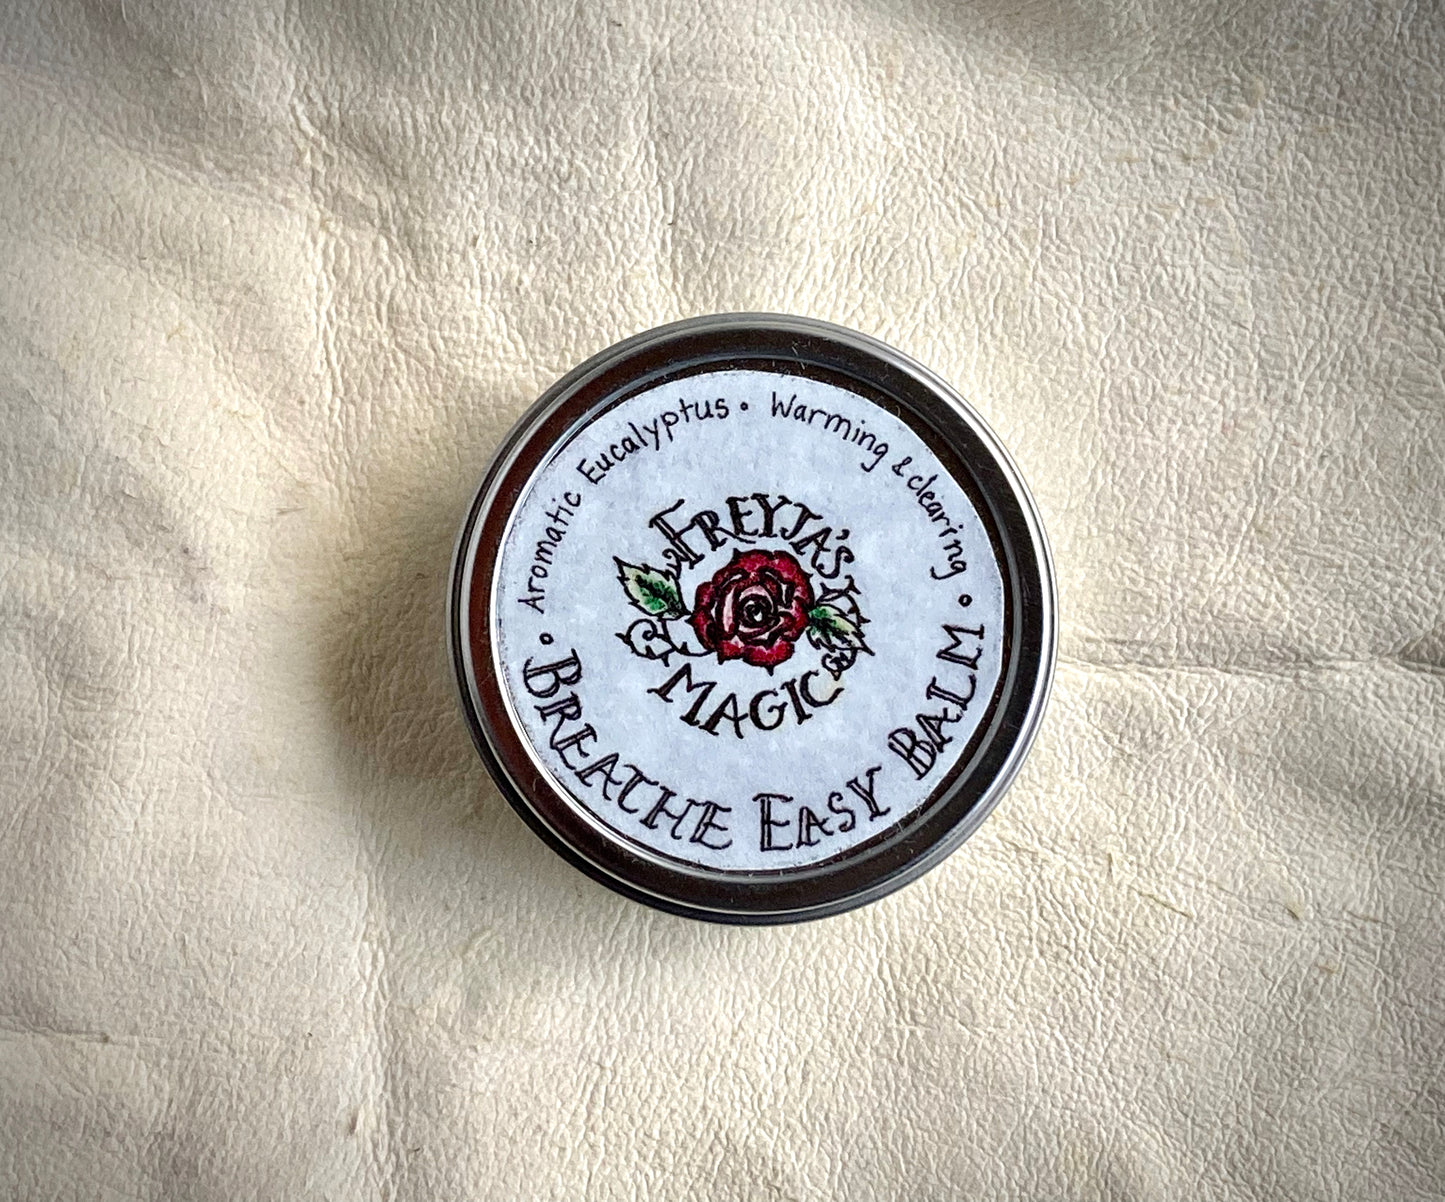 Aromatic Eucalyptus • Warming & clearing •
FREYJA'S
MAGIC
BREATHE EASY BALM •